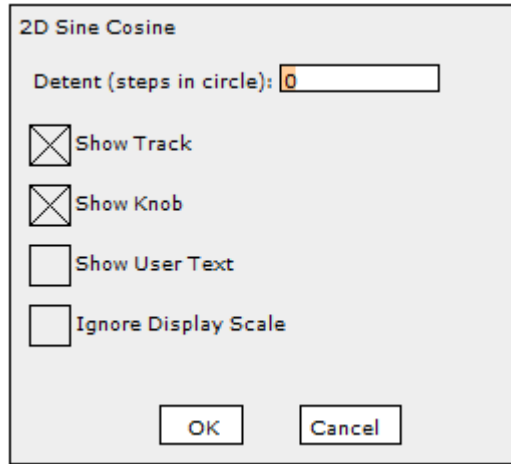 2D Sine Cosine
Detent (steps in circle): 0
Show Track
Show Knob
Show User Text
Ignore Display Scale
OK Cancel